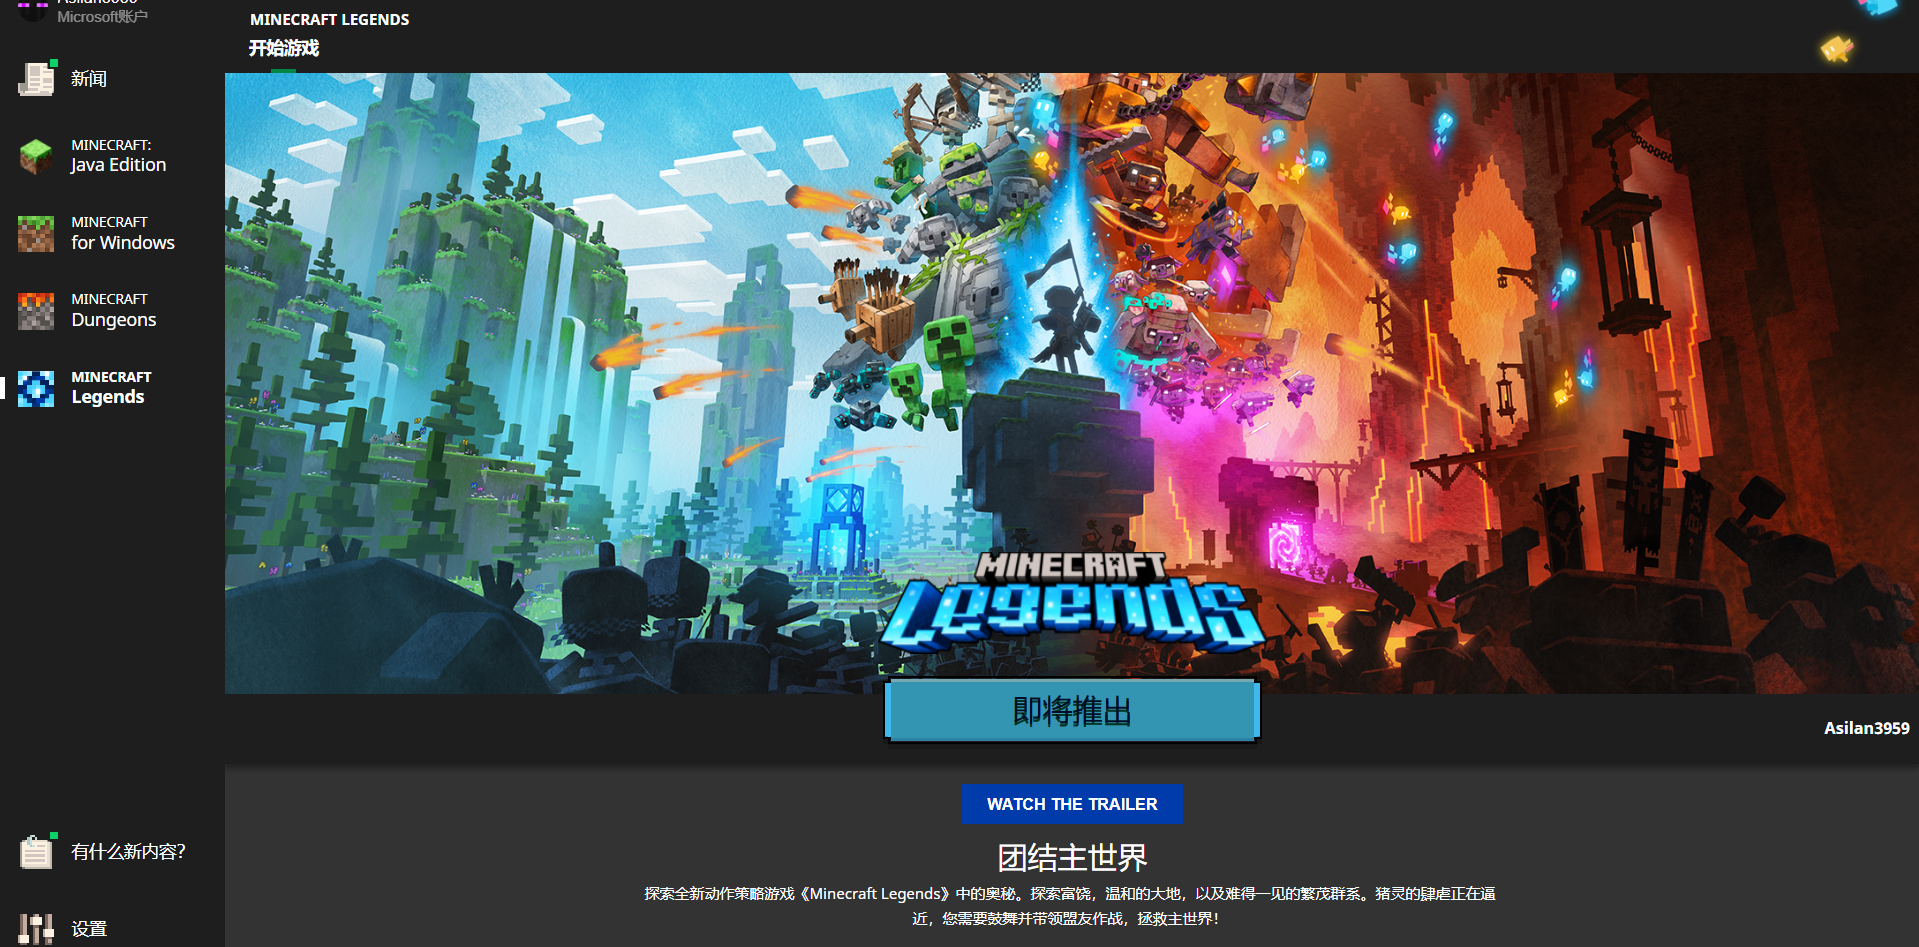 Microsoft账户
新闻
MINECRAFT:
Java Edition
MINECRAFT
for Windows
MINECRAFT
Dungeons
MINECRAFT
Legends
有什么新内容?
设置
MINECRAFT LEGENDS
开始游戏
MINECRAFT
Legends
即将推出
Asilan3959
WATCH THE TRAILER
团结主世界
探索全新动作策略游戏《Minecraft Legends》中的奥秘。探索富饶，温和的大地，以及难得一见的繁茂群系。猪灵的肆虐正在逼
近，您需要鼓舞并带领盟友作战，拯救主世界！